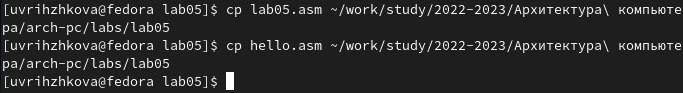 [uvrihzhkova@fedora lab05]$ cp lab05.asm ~/work/study/2022-2023/Архитектура\ компьюте
ра/arch-pc/labs/lab05
[uvrihzhkova@fedora lab05]$ cp hello.asm ~/work/study/2022-2023/Архитектура\ компьюте
ра/arch-pc/labs/lab05
[uvrihzhkova@fedora lab05]$